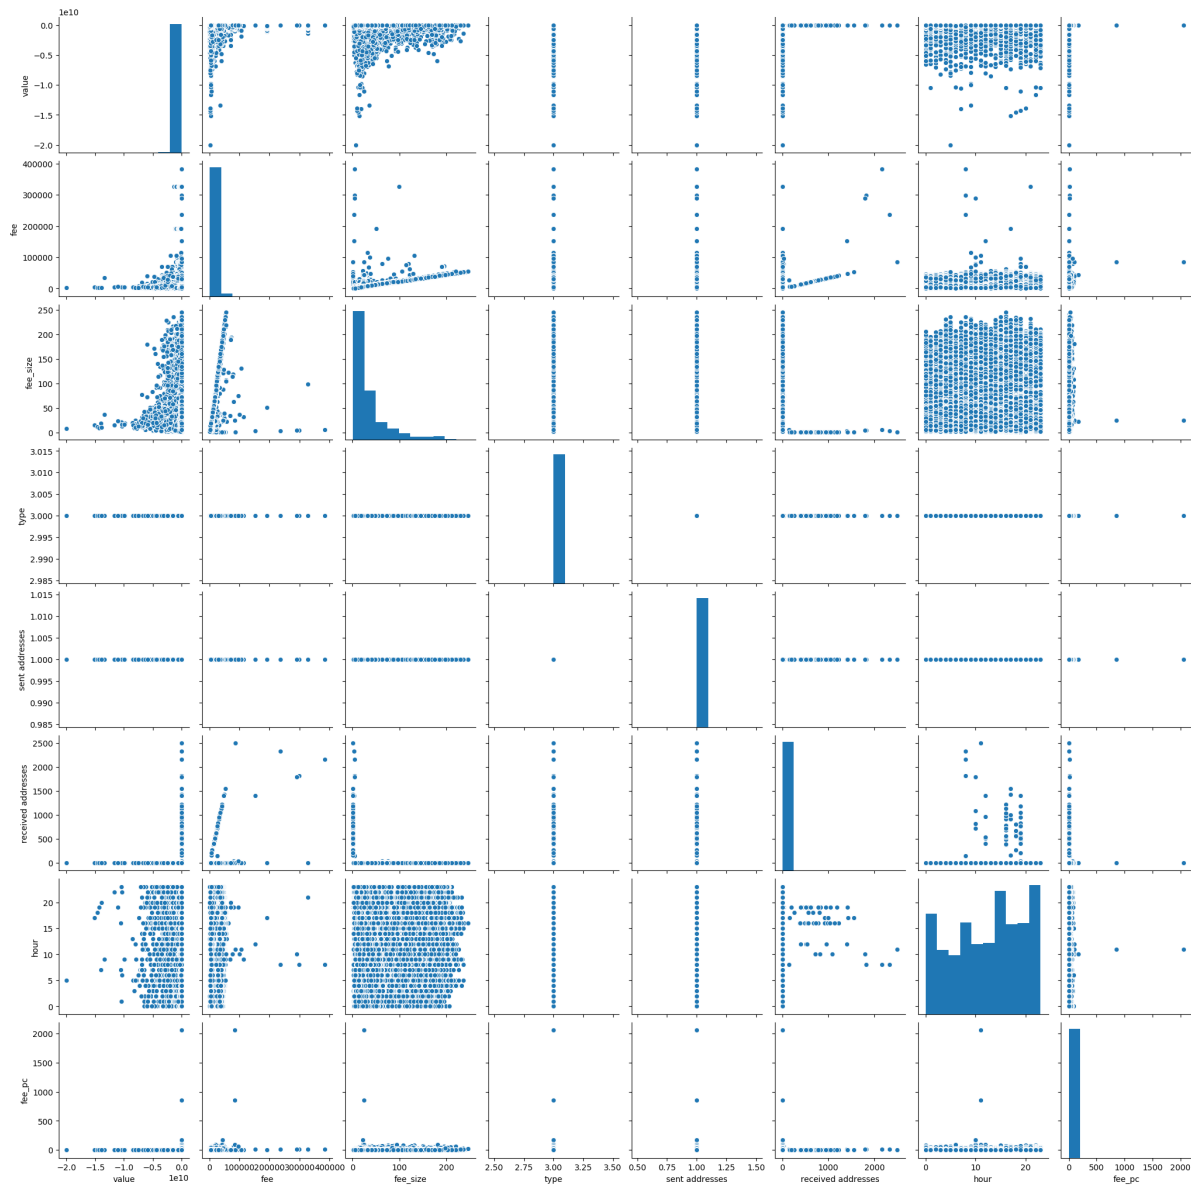 1e10
0.0
−0.5
−1.0
−1.5
−2.0
value
400000
300000
200000
100000
0
fee
250
200
150
100
50
0
fee_size
3.015
3.010
3.005
3.000
2.995
2.990
2.985
type
1.015
1.010
1.005
1.000
0.995
0.990
0.985
sent addresses
2500
2000
1500
1000
500
0
received addresses
20
15
10
5
0
hour
2000
1500
1000
500
0
fee_pc
−2.0 −1.5 −1.0 −0.5 0.0
1e10
value
0 100000 200000 300000 400000
fee
0 100 200
fee_size
2.50 2.75 3.00 3.25 3.50
type
0.50 0.75 1.00 1.25 1.50
sent addresses
0 1000 2000
received addresses
0 10 20
hour
0 500 1000 1500 2000
fee_pc